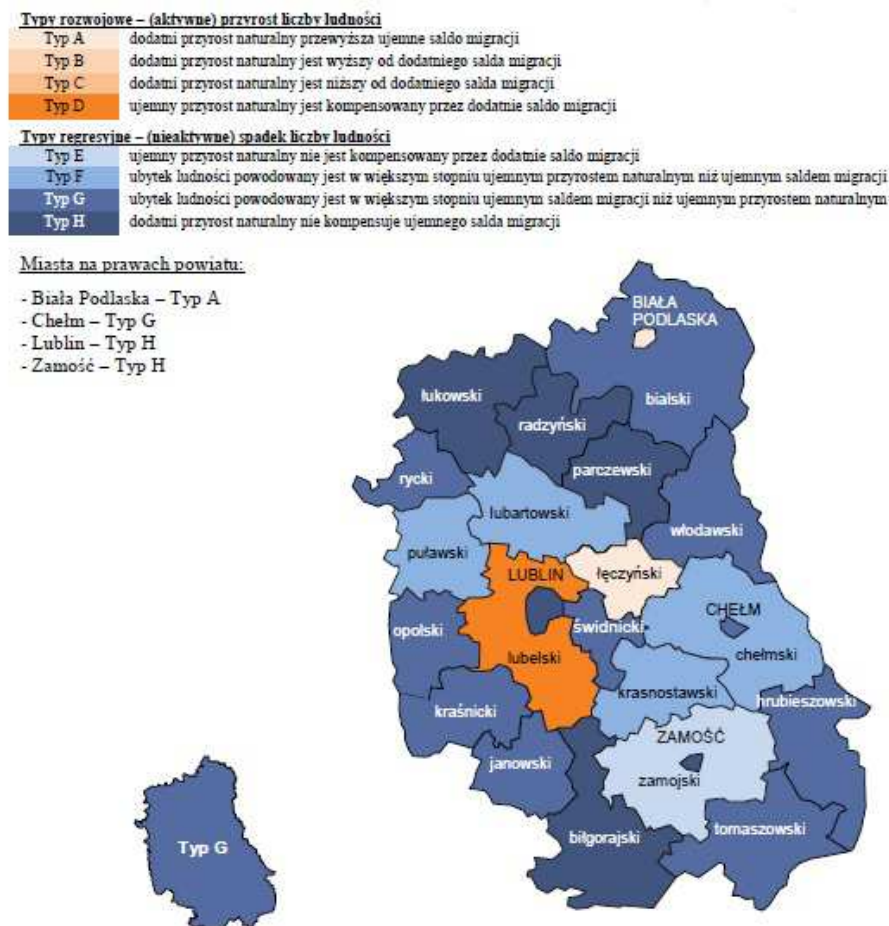 Typy rozwojowe – (aktywne) przyrost liczby ludności
Typ A dodatni przyrost naturalny przewyższa ujemne saldo migracji
Typ B dodatni przyrost naturalny jest wyższy od dodatniego salda migracji
Typ C dodatni przyrost naturalny jest niższy od dodatniego salda migracji
Typ D ujemny przyrost naturalny jest kompensowany przez dodatnie saldo migracji
Typy regresyjne – (nieaktywne) spadek liczby ludności
Typ E ujemny przyrost naturalny nie jest kompensowany przez dodatnie saldo migracji
Typ F ubytek ludności powodowany jest w większym stopniu ujemnym przyrostem naturalnym niż ujemnym saldem migracji
Typ G ubytek ludności powodowany jest w większym stopniu ujemnym saldem migracji niż ujemnym przyrostem naturalnym
Typ H dodatni przyrost naturalny nie kompensuje ujemnego salda migracji
Miasta na prawach powiatu:
- Biała Podlaska – Typ A
- Chełm – Typ G
- Lublin – Typ H
- Zamość – Typ H
BIAŁA
PODLASKA
łukowski
bialski
radzyński
parczewski
rycki
lubartowski
włodawski
puławski
LUBLIN
łęczyński
CHEŁM
opolski
świdnicki
lubelski
chełmski
krasnostawski
hrubieszowski
kraśnicki
ZAMOŚĆ
janowski
zamojski
biłgorajski
tomaszowski
Typ G